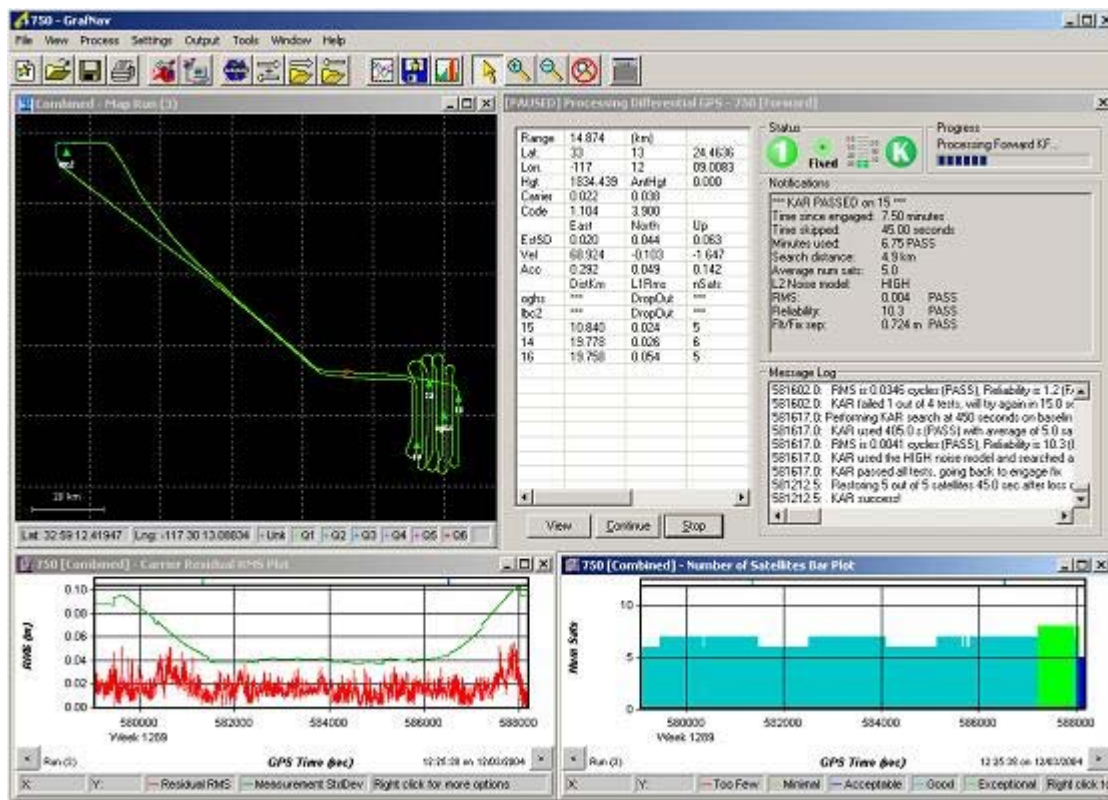 750 - GrafNav
File View Process Settings Output Tools Window Help
Combined - Map Run (3)
20 km
Lat: 32 59 12.41947 Lng: -117 30 13.08834 - Unk - Q1 - Q2 - Q3 - Q4 - Q5 - Q6
[PAUSED] Processing Differential GPS - 750 [Forward]
Range 14.874 (km)
Lat. 33 13 24.4636
Lon. -117 12 09.0083
Hgt 1834.439 AntHgt 0.000
Carrier 0.022 0.038
Code 1.104 3.900
East North Up
EstSD 0.020 0.044 0.063
Vel 68.924 -0.103 -1.647
Acc 0.292 0.049 0.142
DistKm L1Rms nSats
oghs *** DropOut ***
lbc2 *** DropOut ***
15 10.840 0.024 5
14 19.778 0.026 6
16 19.758 0.054 5
View Continue Stop
Status
1 Fixed K
Progress
Processing Forward KF...
Notifications
*** KAR PASSED on 15 ***
Time since engaged: 7.50 minutes
Time skipped: 45.00 seconds
Minutes used: 6.75 PASS
Search distance: 4.9 km
Average num sats: 5.0
L2 Noise model: HIGH
RMS: 0.004 PASS
Reliability: 10.3 PASS
Flt/Fix sep: 0.724 m PASS
Message Log
581602.0: RMS is 0.0346 cycles (PASS), Reliability is 1.2 (F
581602.0: KAR failed 1 out of 4 tests, will try again in 15.0 s
581617.0: Performing KAR search at 450 seconds on baselin
581617.0: KAR used 405.0 s (PASS) with average of 5.0 sa
581617.0: RMS is 0.0041 cycles (PASS), Reliability is 10.3 (
581617.0: KAR used the HIGH noise model and searched a
581617.0: KAR passed all tests, going back to engage fix
581212.5: Restoring 5 out of 5 satellites 45.0 sec after loss
581212.5: KAR success!
750 [Combined] - Carrier Residual RMS Plot
RMS (m)
0.10
0.08
0.06
0.04
0.02
0.00
580000 582000 584000 586000 588000
Week 1289
Run (3) GPS Time (sec) 12:25:28 on 12/03/2004
X: Y: Residual RMS Measurement StdDev Right click for more options
750 [Combined] - Number of Satellites Bar Plot
Num Sats
10
5
0
580000 582000 584000 586000 588000
Week 1289
Run (3) GPS Time (sec) 12:25:28 on 12/03/2004
X: Y: Too Few Minimal Acceptable Good Exceptional Right click f